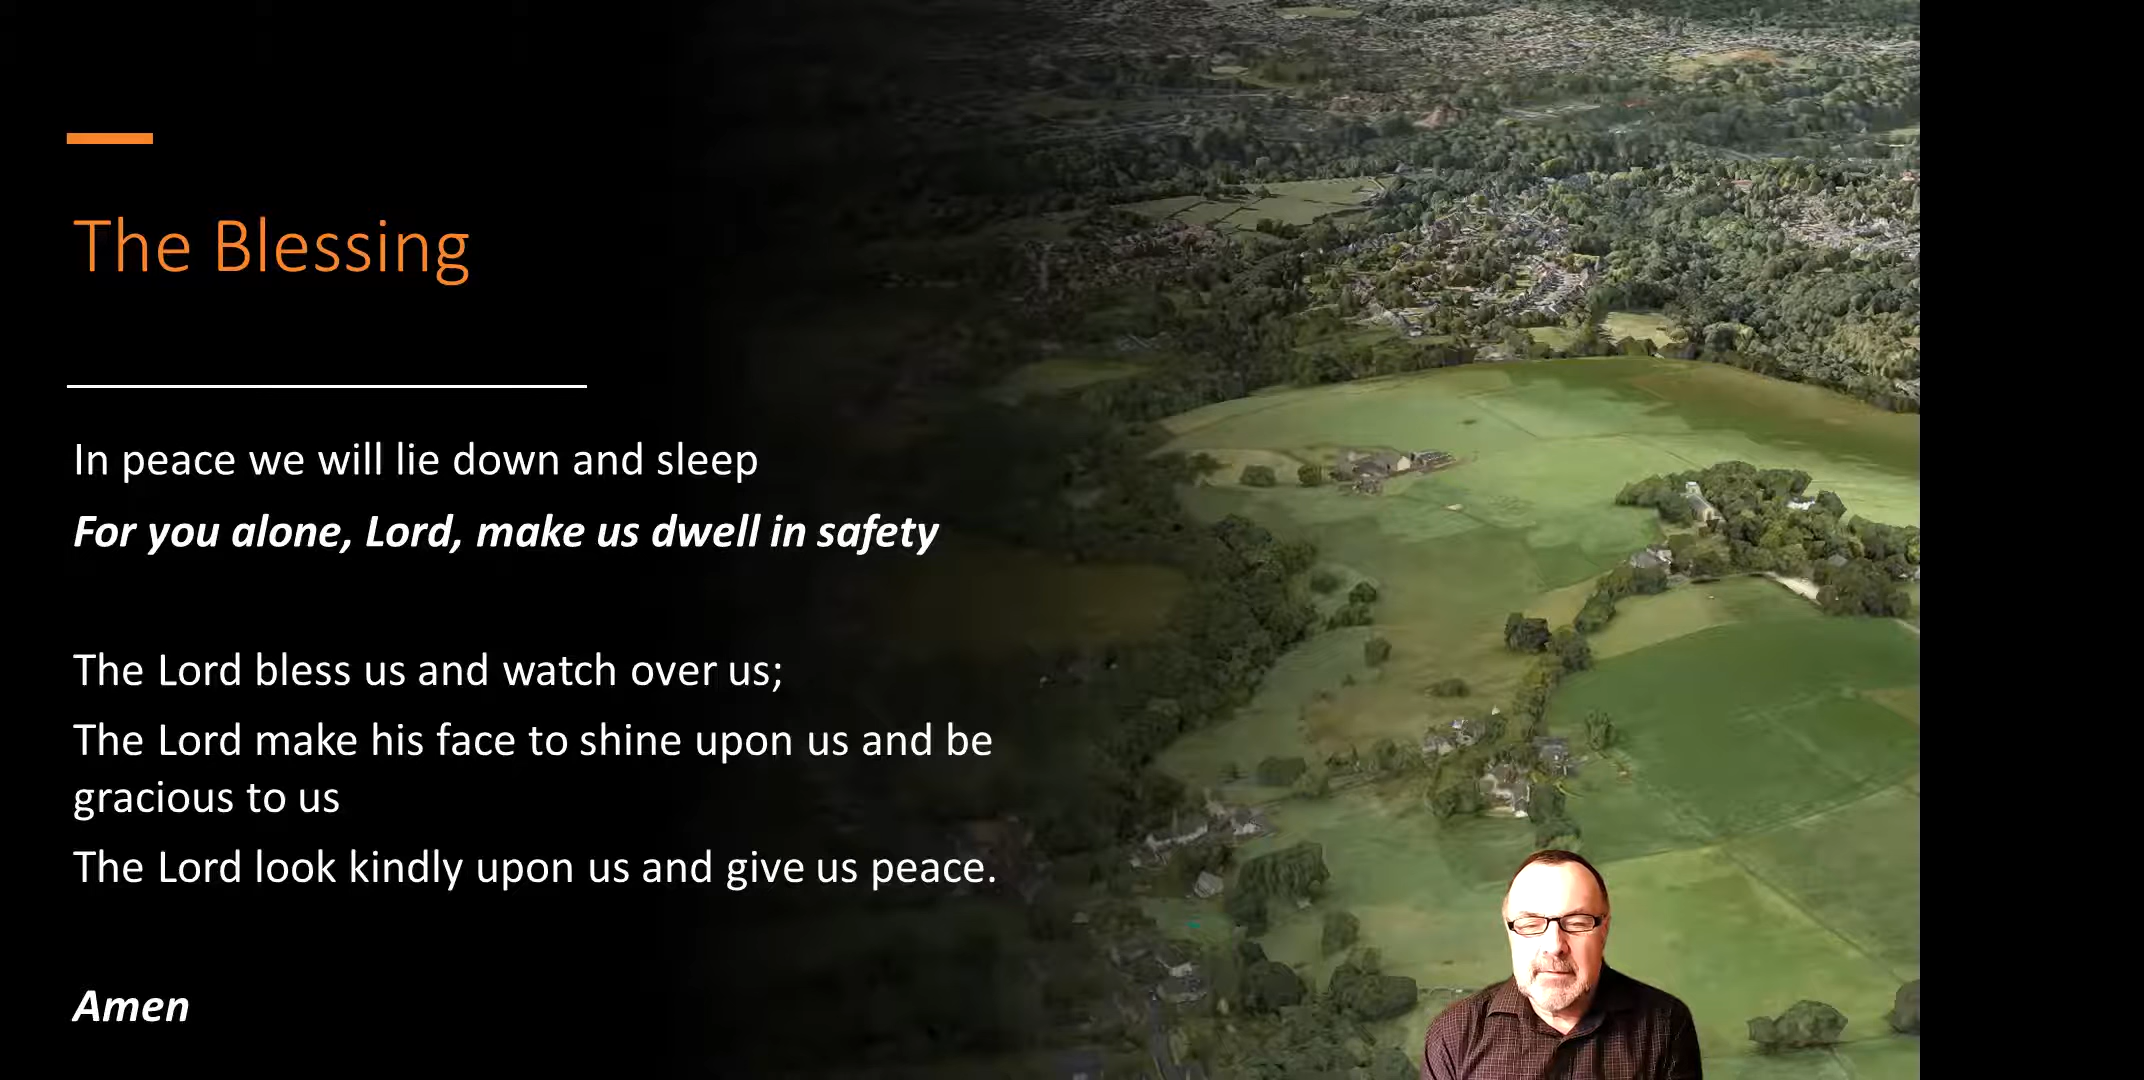 The Blessing
In peace we will lie down and sleep
For you alone, Lord, make us dwell in safety
The Lord bless us and watch over us;
The Lord make his face to shine upon us and be
gracious to us
The Lord look kindly upon us and give us peace.
Amen